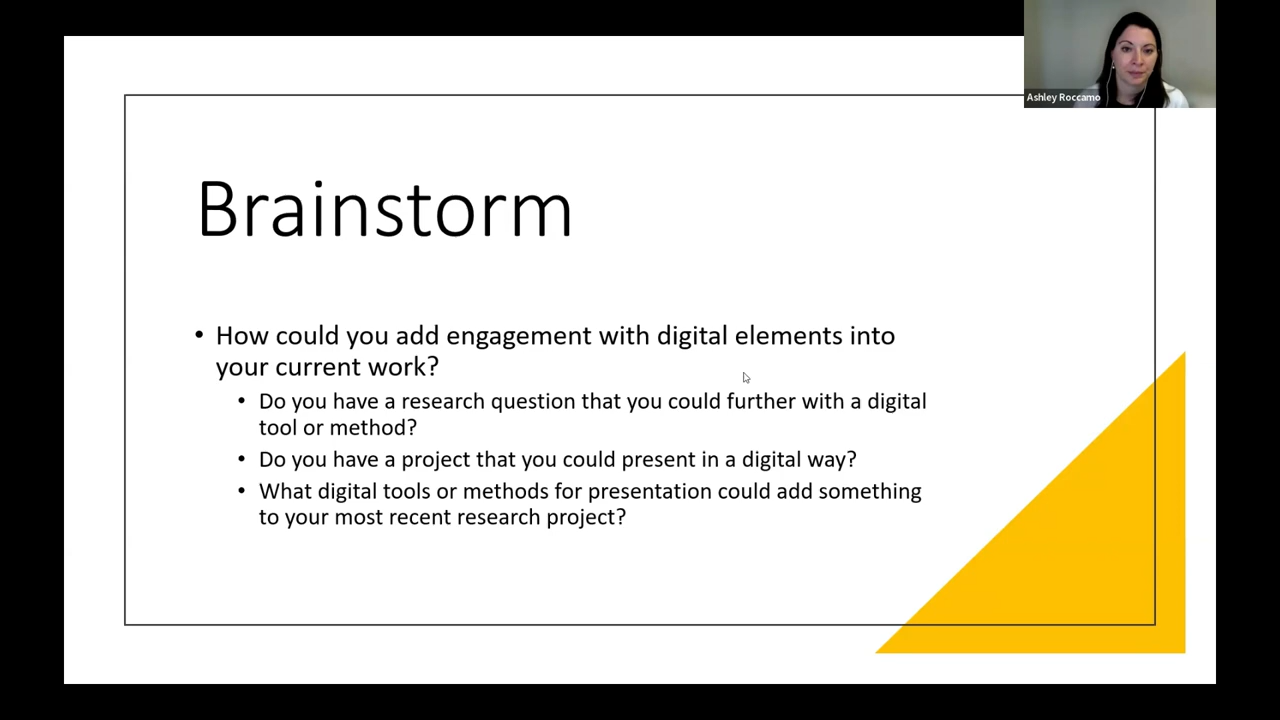 Ashley Roccamo
Brainstorm
• How could you add engagement with digital elements into
your current work?
• Do you have a research question that you could further with a digital
tool or method?
• Do you have a project that you could present in a digital way?
• What digital tools or methods for presentation could add something
to your most recent research project?